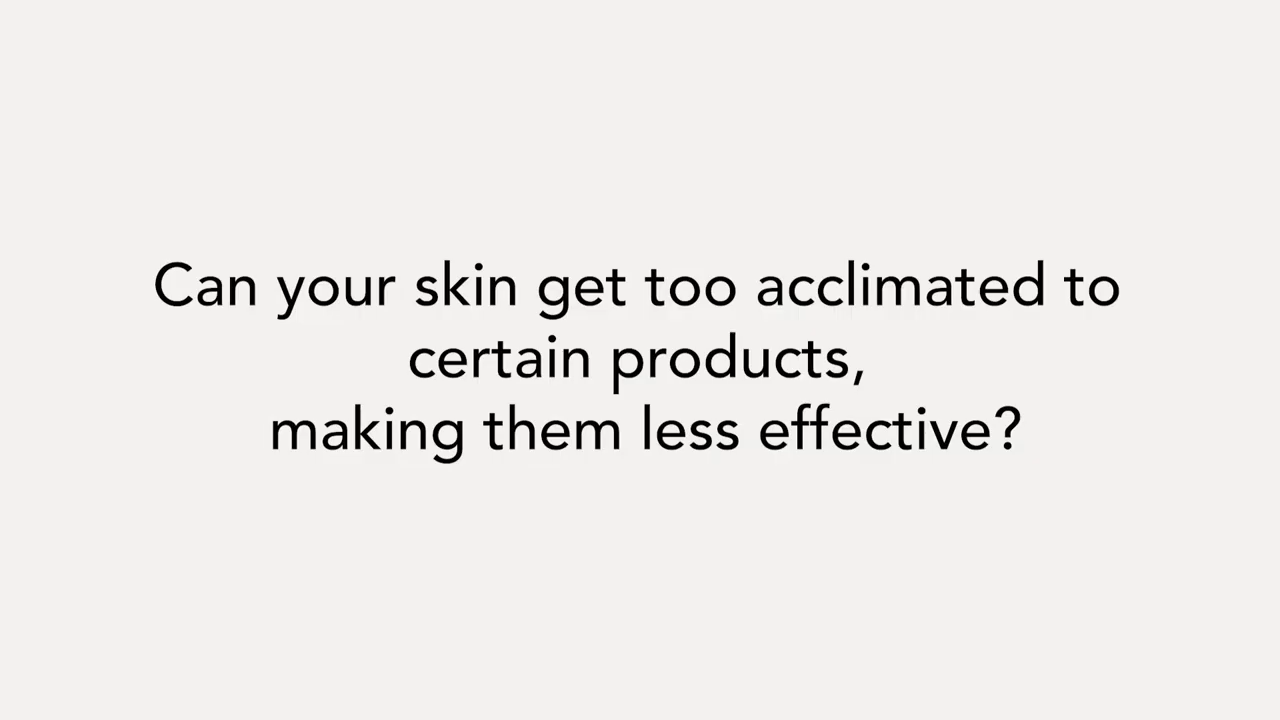 Can your skin get too acclimated to
certain products,
making them less effective?